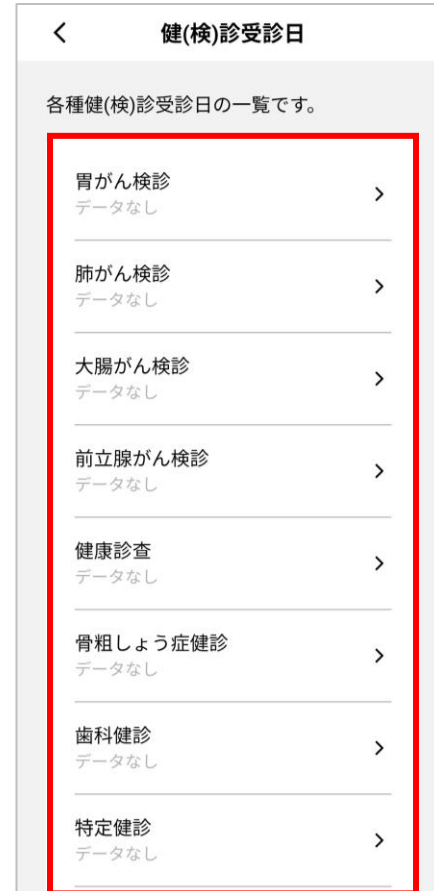 健(検)診受診日
各種健(検)診受診日の一覧です。
胃がん検診
データなし
肺がん検診
データなし
大腸がん検診
データなし
前立腺がん検診
データなし
健康診査
データなし
骨粗しょう症健診
データなし
歯科健診
データなし
特定健診
データなし